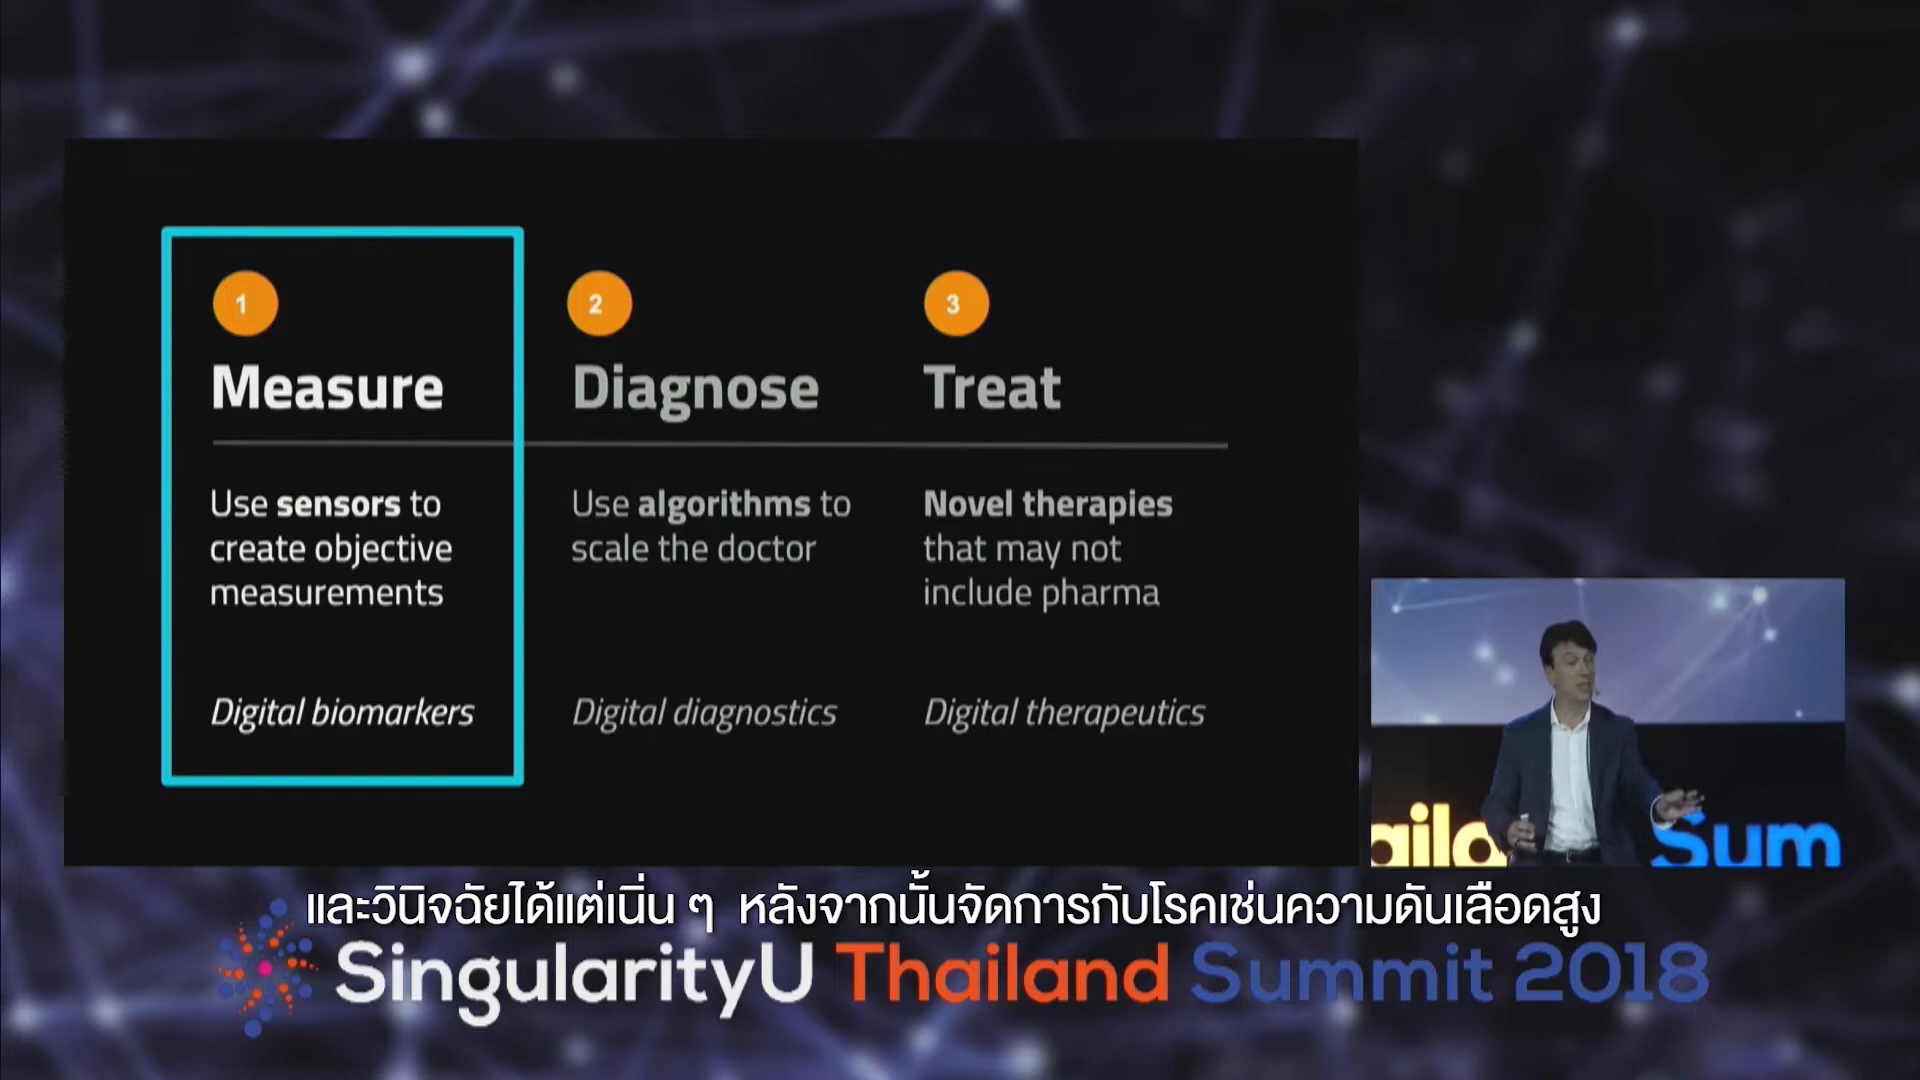 1
Measure
Use sensors to
create objective
measurements
Digital biomarkers
2
Diagnose
Use algorithms to
scale the doctor
Digital diagnostics
3
Treat
Novel therapies
that may not
include pharma
Digital therapeutics
aila Sum
และวินิจฉัยได้แต่เนิ่น ๆ หลังจากนั้นจัดการกับโรคเช่นความดันเลือดสูง
SingularityU Thailand Summit 2018